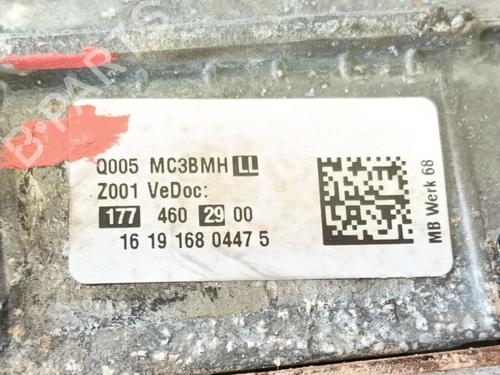 B-PARTS
Q005 MC3BMH LL
Z001 VeDoc:
177 460 29 00
16 19 168 0447 5
MB Werk 68